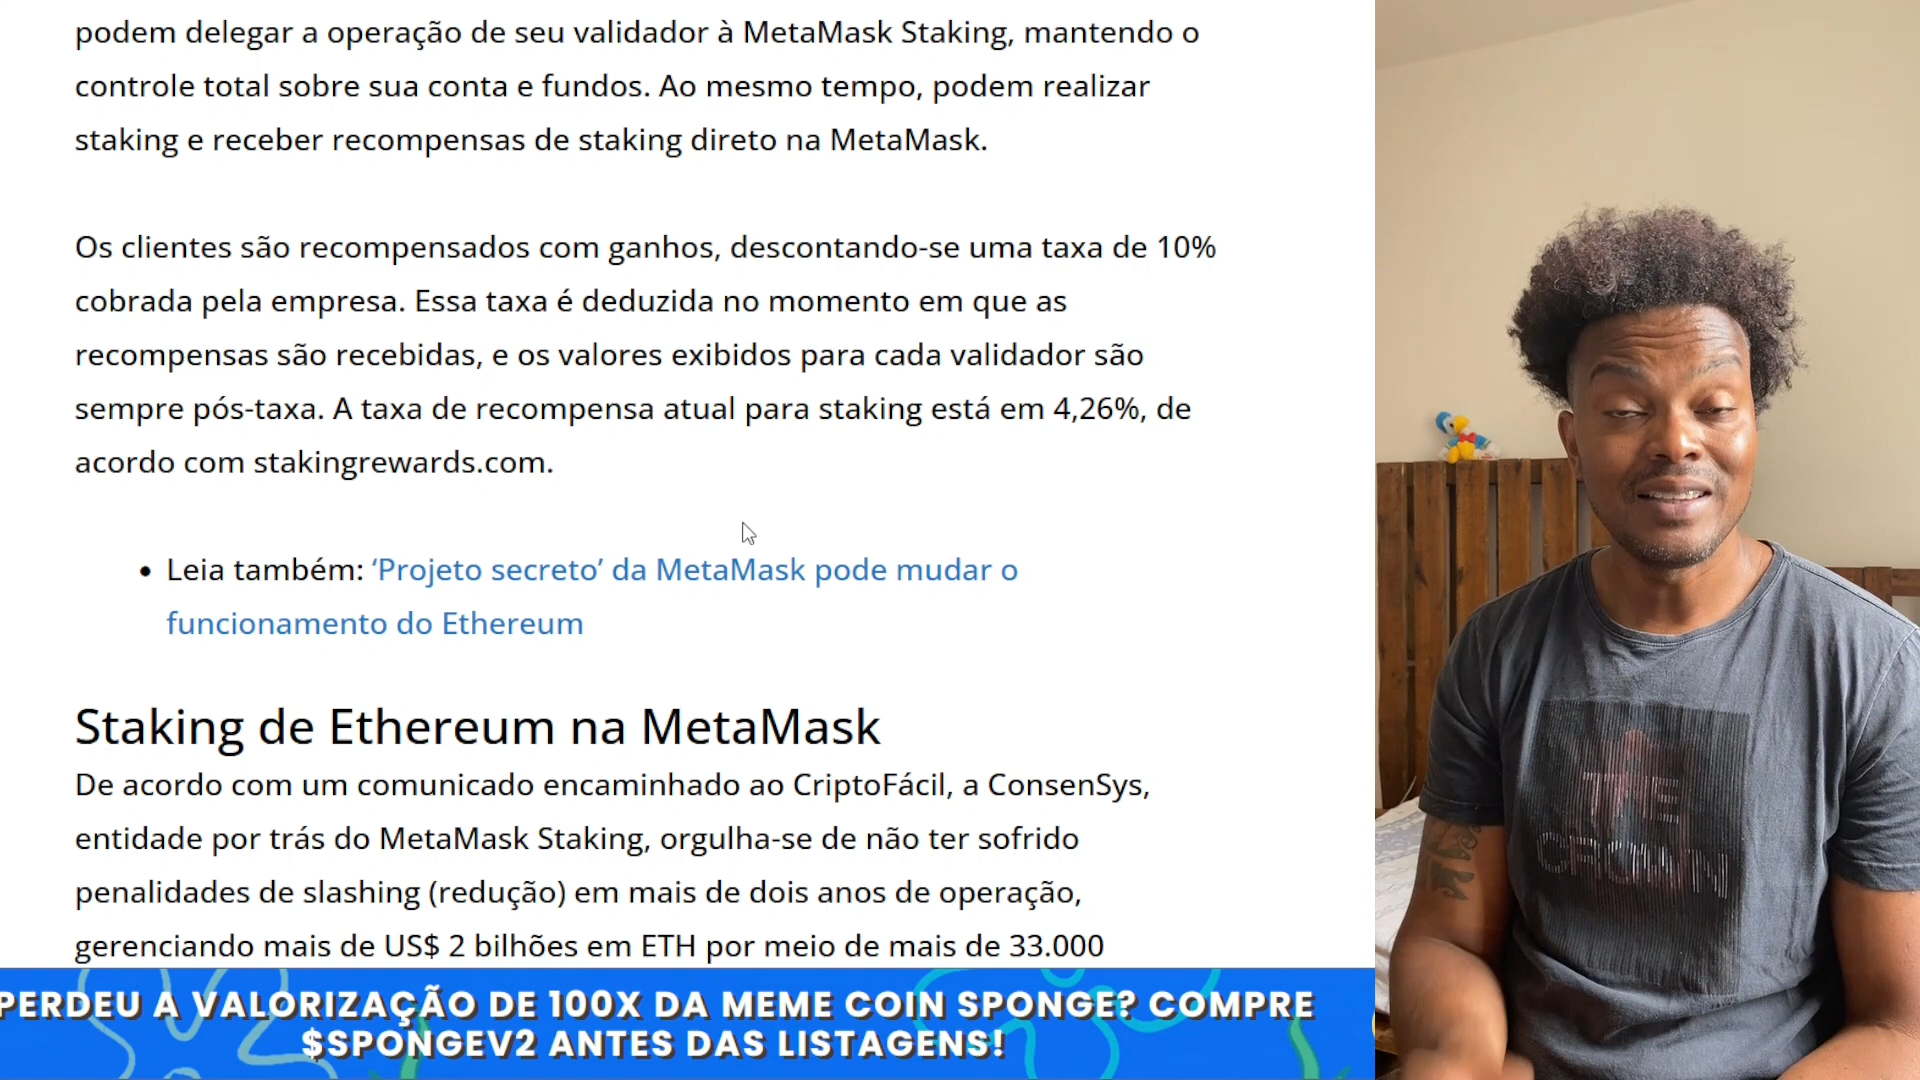 podem delegar a operação de seu validador à MetaMask Staking, mantendo o
controle total sobre sua conta e fundos. Ao mesmo tempo, podem realizar
staking e receber recompensas de staking direto na MetaMask.
Os clientes são recompensados com ganhos, descontando-se uma taxa de 10%
cobrada pela empresa. Essa taxa é deduzida no momento em que as
recompensas são recebidas, e os valores exibidos para cada validador são
sempre pós-taxa. A taxa de recompensa atual para staking está em 4,26%, de
acordo com stakingrewards.com.
• Leia também: ‘Projeto secreto’ da MetaMask pode mudar o
funcionamento do Ethereum
Staking de Ethereum na MetaMask
De acordo com um comunicado encaminhado ao CriptoFácil, a ConsenSys,
entidade por trás do MetaMask Staking, orgulha-se de não ter sofrido
penalidades de slashing (redução) em mais de dois anos de operação,
gerenciando mais de US$ 2 bilhões em ETH por meio de mais de 33.000
PERDEU A VALORIZAÇÃO DE 100X DA MEME COIN SPONGE? COMPRE
$SPONGEV2 ANTES DAS LISTAGENS!
THE
CROWN